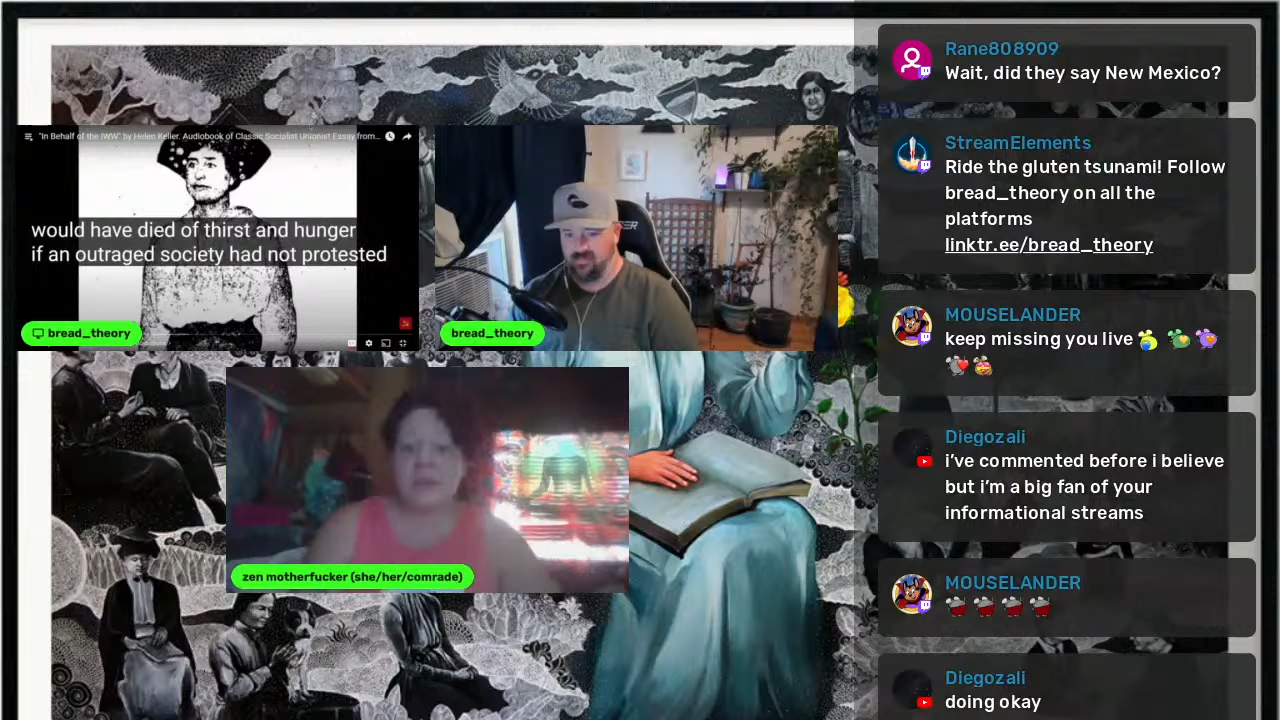 "In Behalf of the IWW" by Helen Keller. Audiobook of Classic Socialist Unionist Essay from...
would have died of thirst and hunger
if an outraged society had not protested
bread_theory
bread_theory
zen motherfucker (she/her/comrade)
Rane808909
Wait, did they say New Mexico?
StreamElements
Ride the gluten tsunami! Follow
bread_theory on all the
platforms
linktr.ee/bread_theory
MOUSELANDER
keep missing you live
Diegozali
i've commented before i believe
but i'm a big fan of your
informational streams
MOUSELANDER
Diegozali
doing okay